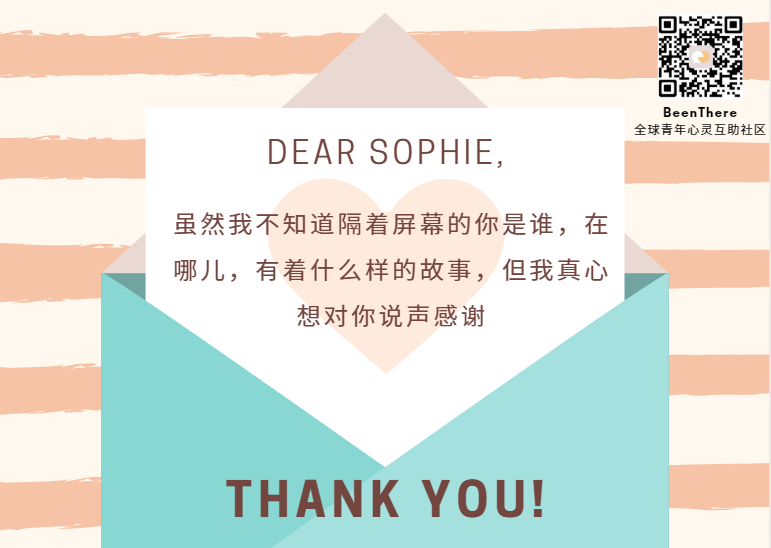 BeenThere
全球青年心灵互助社区
DEAR SOPHIE,
虽然我不知道隔着屏幕的你是谁，在
哪儿，有着什么样的故事，但我真心
想对你说声感谢
THANK YOU!